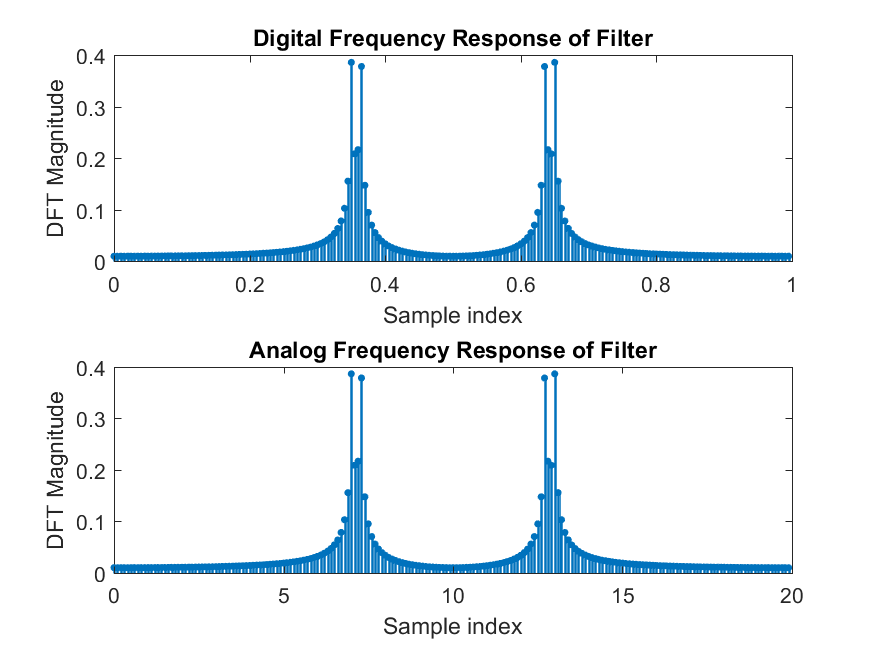 Digital Frequency Response of Filter
0.4
0.3
0.2
0.1
0
DFT Magnitude
0 0.2 0.4 0.6 0.8 1
Sample index
Analog Frequency Response of Filter
0.4
0.3
0.2
0.1
0
DFT Magnitude
0 5 10 15 20
Sample index